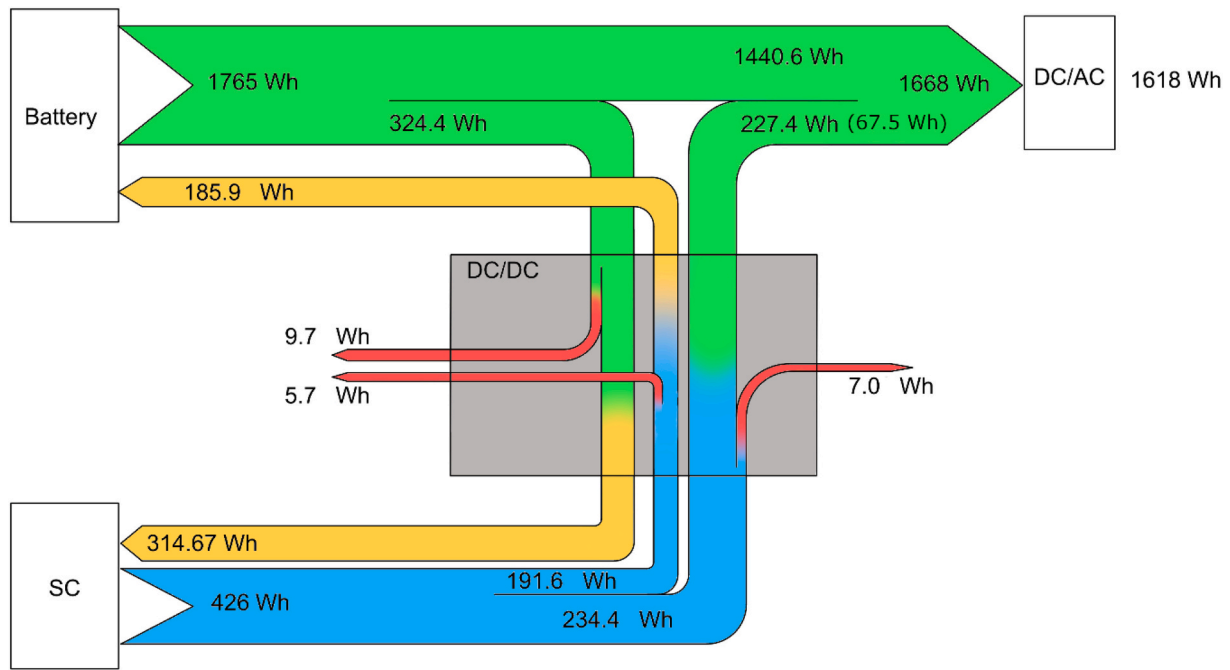 1440.6 Wh
DC/AC
1765 Wh
1668 Wh
1618 Wh
Battery
324.4 Wh
227.4 Wh (67.5 Wh)
185.9 Wh
DC/DC
9.7 Wh
5.7 Wh
7.0 Wh
314.67 Wh
SC
191.6 Wh
426 Wh
234.4 Wh